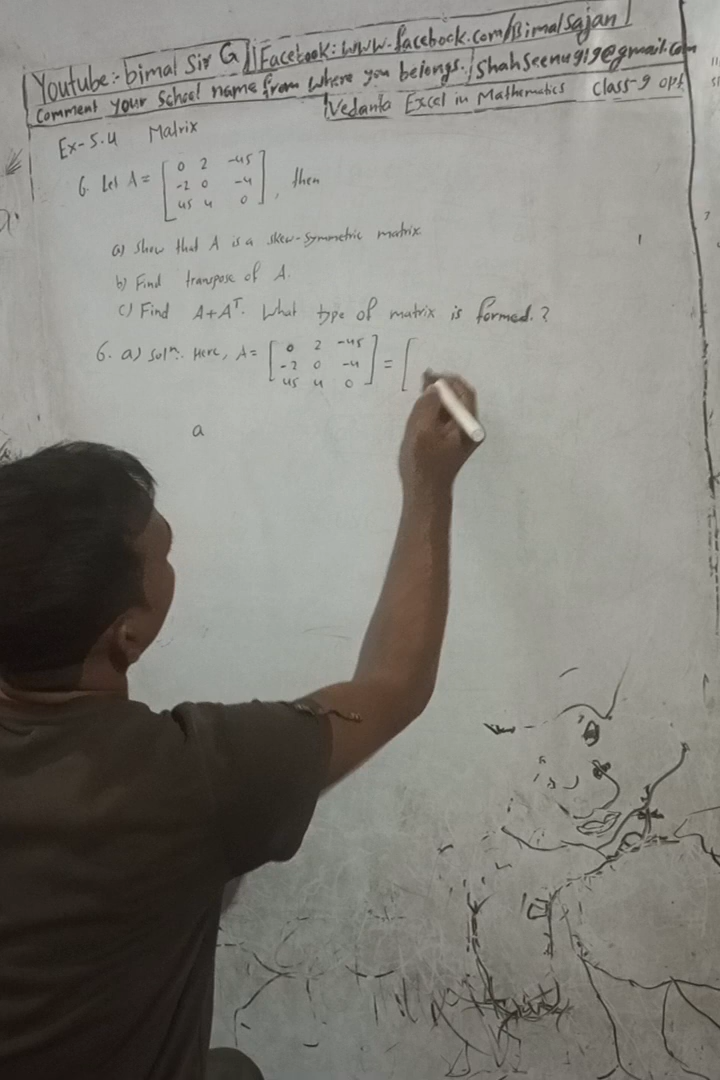 Youtube:- bimal Sir G || Facebook: www.facebook.com/Bimalsajan |
Comment your School name from where you belongs. / Shahseenu919@gmail.com
Vedanta Excel in Mathematics Class-9 opt
Ex-5.4 Matrix
6. Let A = [ 0 2 -45
-2 0 -4
45 4 0 ], then
a) Show that A is a skew-symmetric matrix
b) Find transpose of A.
c) Find A+Aᵀ. What type of matrix is formed.?
6. a) Solⁿ. Here, A = [ 0 2 -45
-2 0 -4
45 4 0 ] = [
a